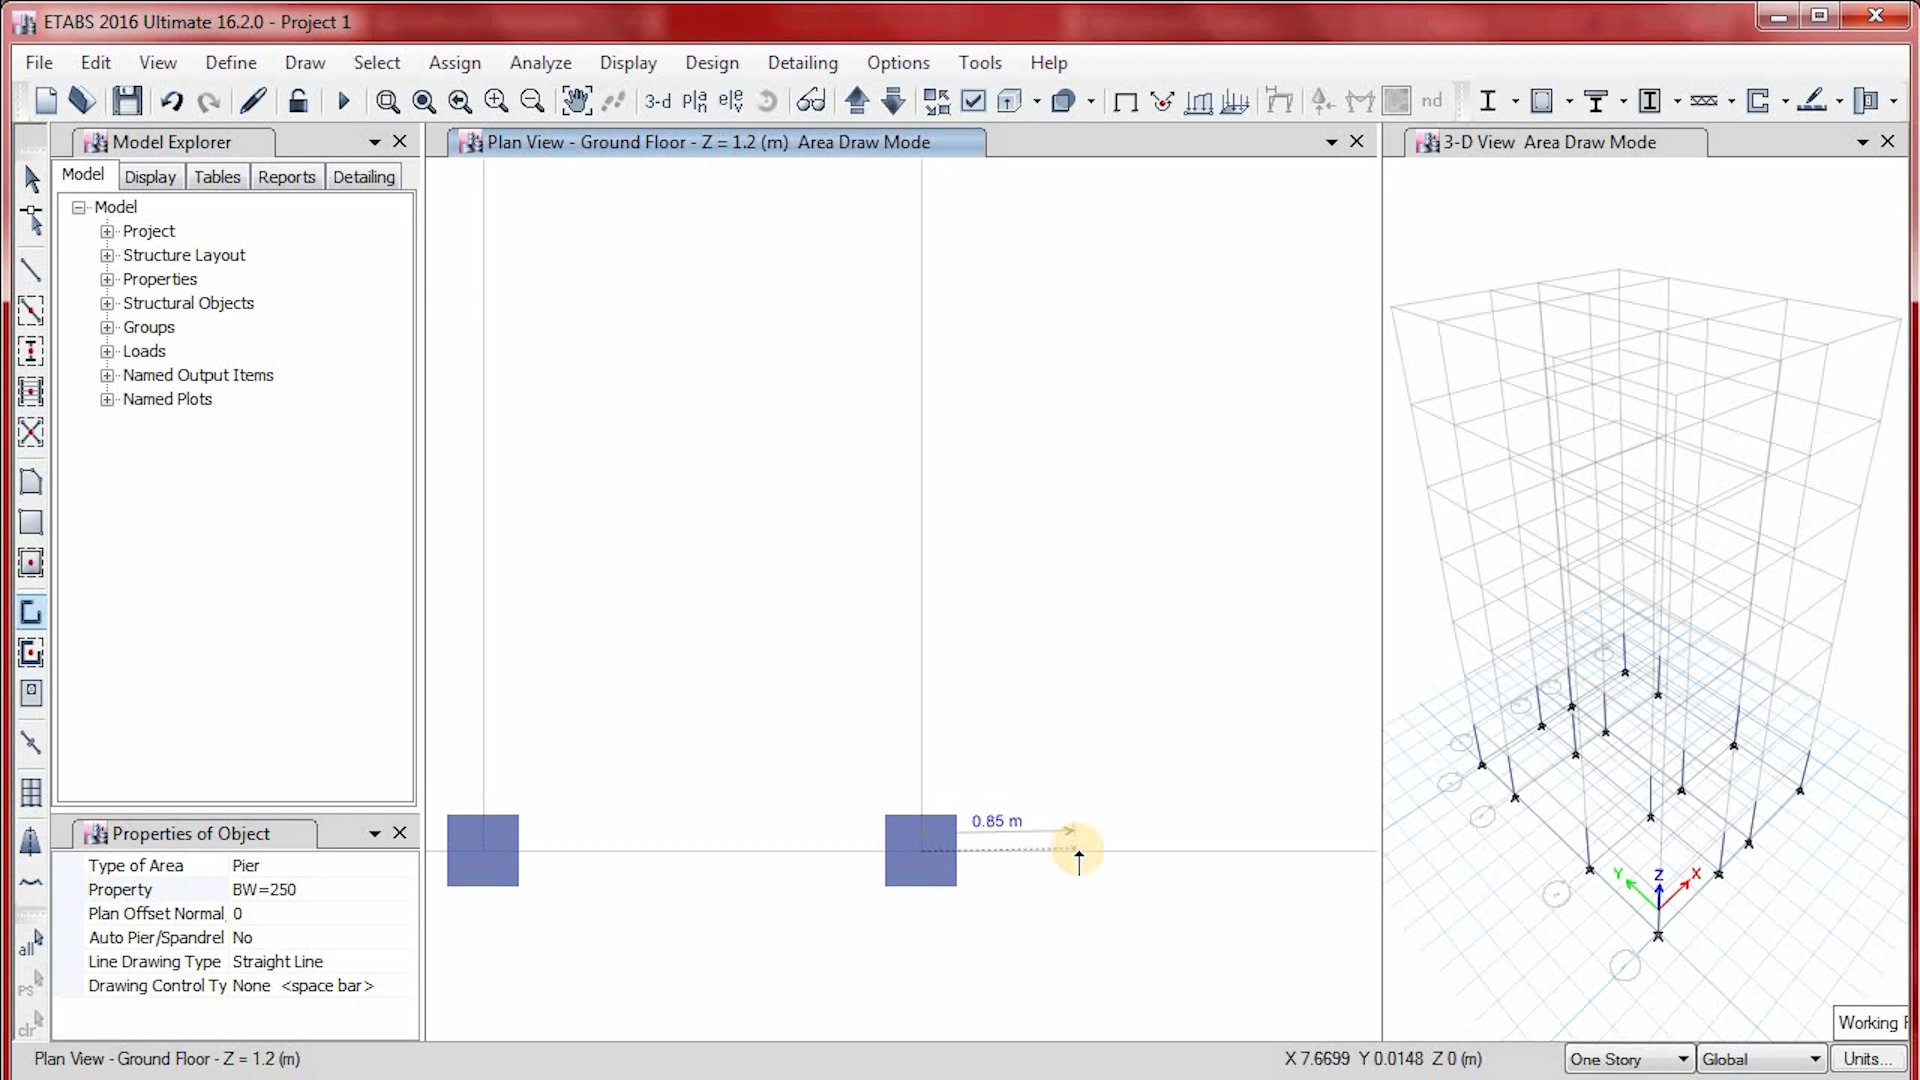 ETABS 2016 Ultimate 16.2.0 - Project 1
File Edit View Define Draw Select Assign Analyze Display Design Detailing Options Tools Help
3-d pla ele nd
Model Explorer
Model Display Tables Reports Detailing
Model
Project
Structure Layout
Properties
Structural Objects
Groups
Loads
Named Output Items
Named Plots
Properties of Object
Type of Area Pier
Property BW=250
Plan Offset Normal, 0
Auto Pier/Spandrel No
Line Drawing Type Straight Line
Drawing Control Ty None <space bar>
all
ps
clr
Plan View - Ground Floor - Z = 1.2 (m) Area Draw Mode
0.85 m
3-D View Area Draw Mode
Y Z X
Working
Plan View - Ground Floor - Z = 1.2 (m)
X 7.6699 Y 0.0148 Z 0 (m)
One Story
Global
Units...